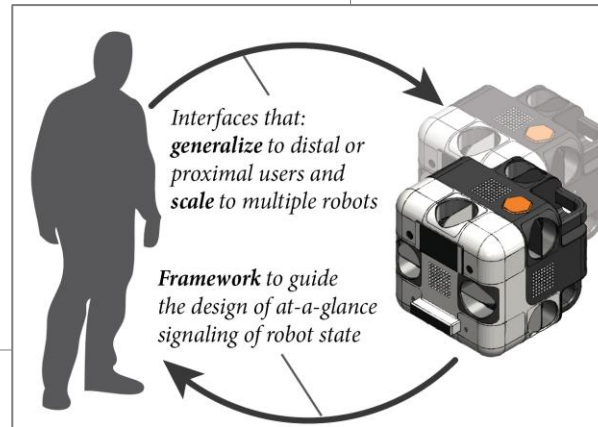 Interfaces that:
generalize to distal or
proximal users and
scale to multiple robots
Framework to guide
the design of at-a-glance
signaling of robot state